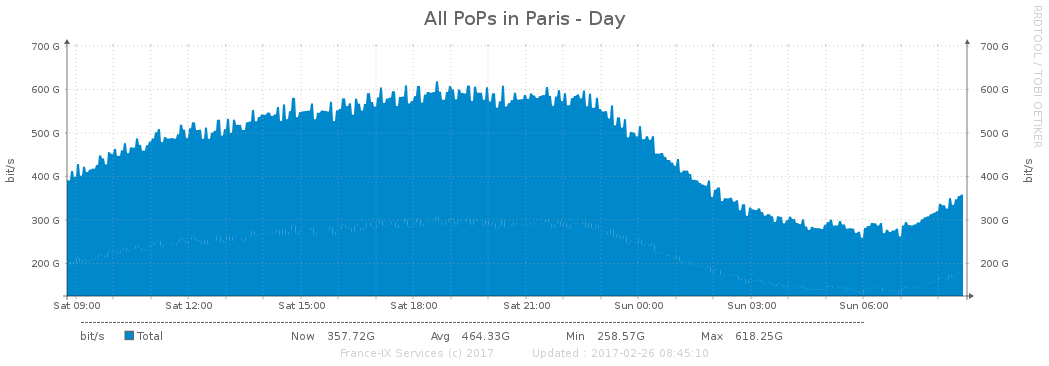 All PoPs in Paris - Day
RRDTOOL / TOBI OETIKER
700 G 700 G
600 G 600 G
500 G 500 G
400 G 400 G
300 G 300 G
200 G 200 G
bit/s
bit/s
Sat 09:00 Sat 12:00 Sat 15:00 Sat 18:00 Sat 21:00 Sun 00:00 Sun 03:00 Sun 06:00
bit/s Total Now 357.72G Avg 464.33G Min 258.57G Max 618.25G
France-IX Services (c) 2017 Updated : 2017-02-26 08:45:10